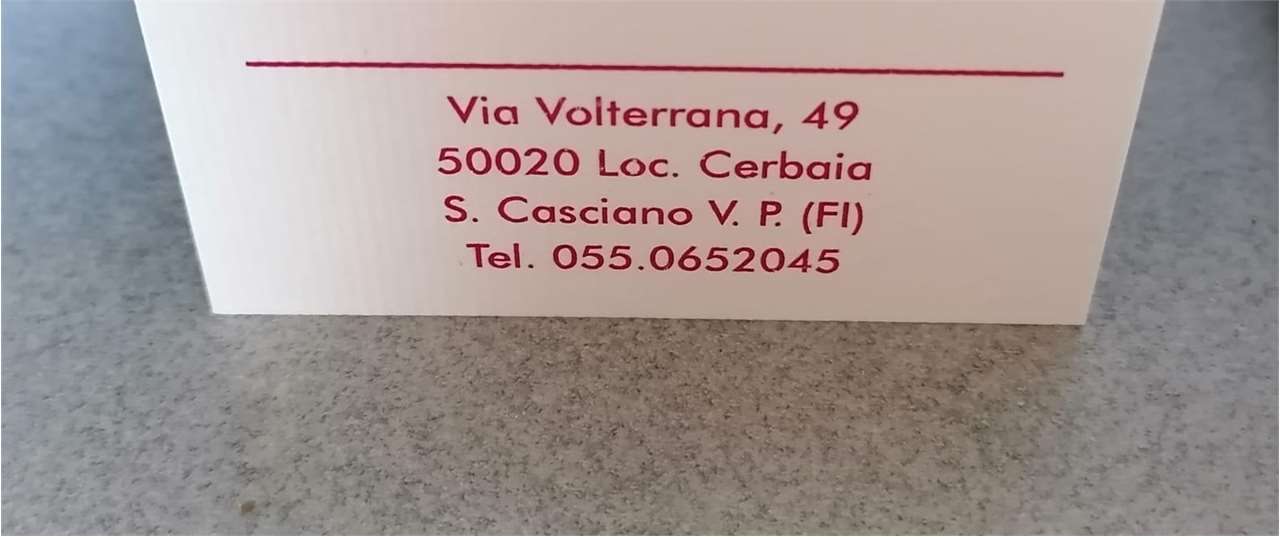 Via Volterrana, 49
50020 Loc. Cerbaia
S. Casciano V. P. (FI)
Tel. 055.0652045